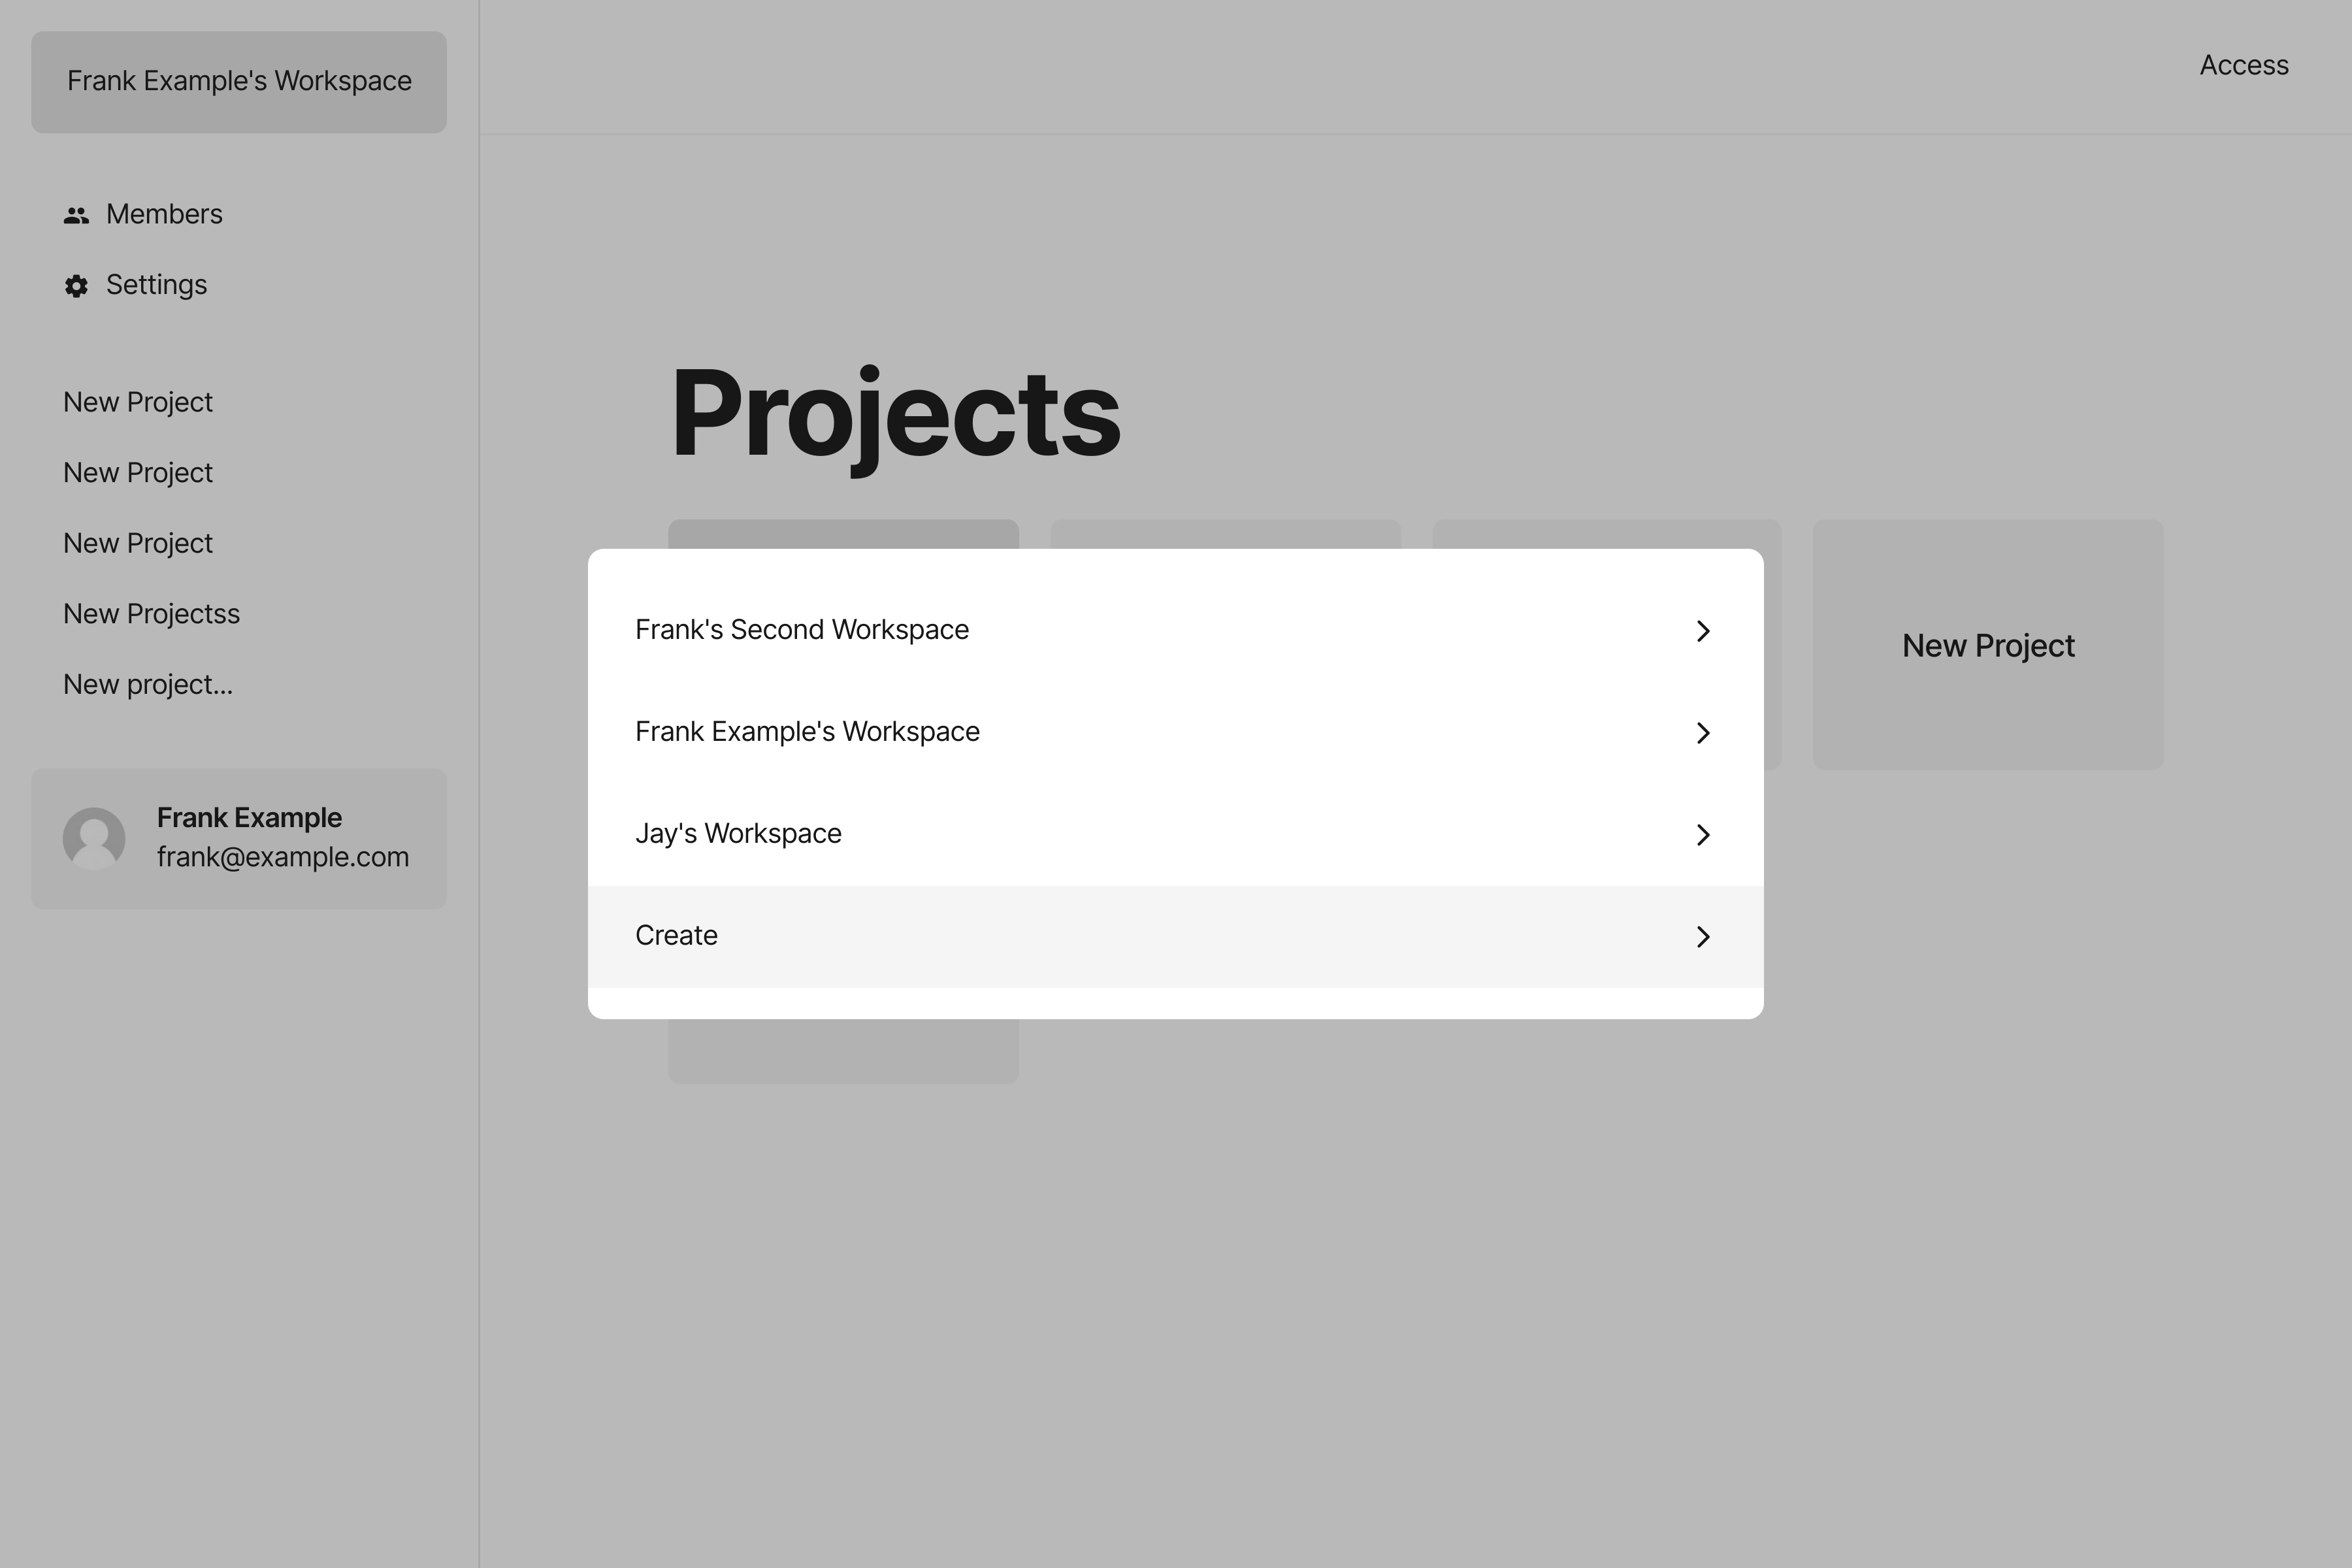 Frank Example's Workspace
Access
Members
Settings
New Project
New Project
New Project
New Projectss
New project...
Frank Example
frank@example.com
Projects
New Project
Frank's Second Workspace
Frank Example's Workspace
Jay's Workspace
Create